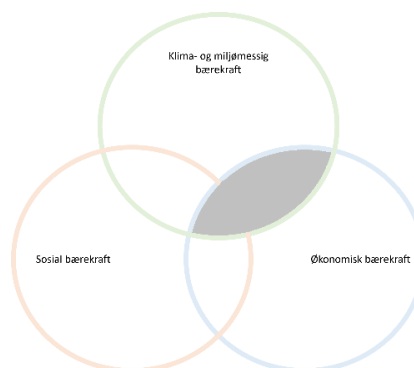 Klima- og miljømessig
bærekraft
Sosial bærekraft
Økonomisk bærekraft